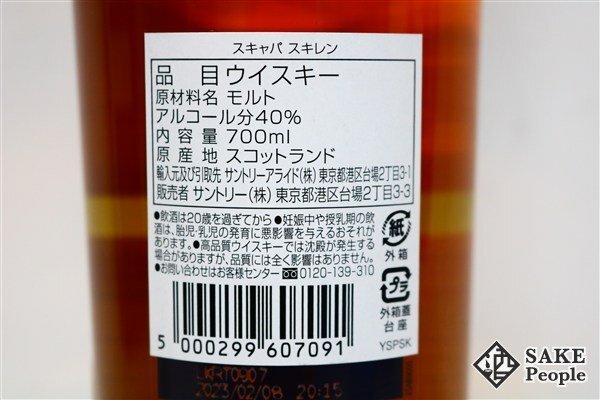 スキャパ スキレン
品　目 ウイスキー
原材料名 モルト
アルコール分 40%
内 容 量 700ml
原 産 地 スコットランド
輸入元及び引取先 サントリーアライド(株) 東京都港区台場2丁目3-1
販売者 サントリー(株) 東京都港区台場2丁目3-3
●飲酒は20歳を過ぎてから ●妊娠中や授乳期の飲
酒は、胎児・乳児の発育に悪影響を与えるおそれが
あります。●高品質ウイスキーでは沈殿が発生する
場合がありますが、品質には全く影響はありません。
●お問い合わせはお客様センター 0120-139-310
紙
外箱
プラ
外箱蓋
台座
YSPSK
5 000299 607091
LKRT0907
2023/02/08 20:15
SAKE
People